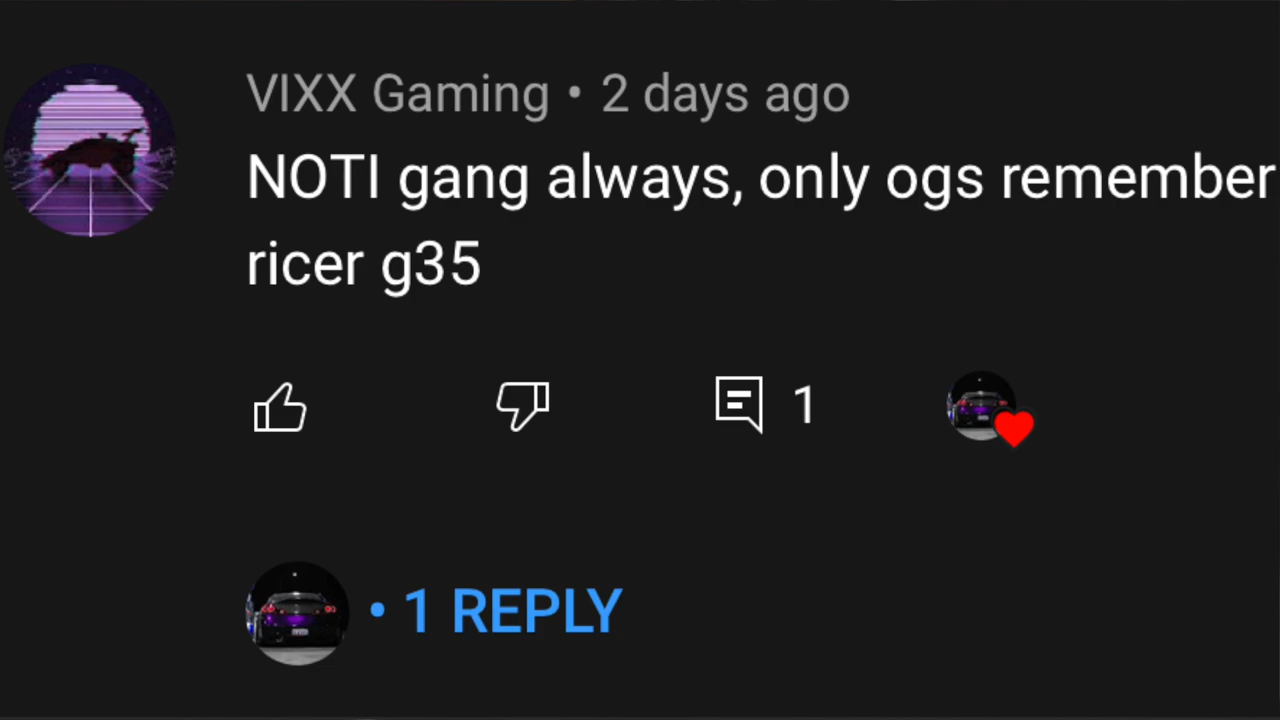 VIXX Gaming • 2 days ago
NOTI gang always, only ogs remember
ricer g35
1
• 1 REPLY